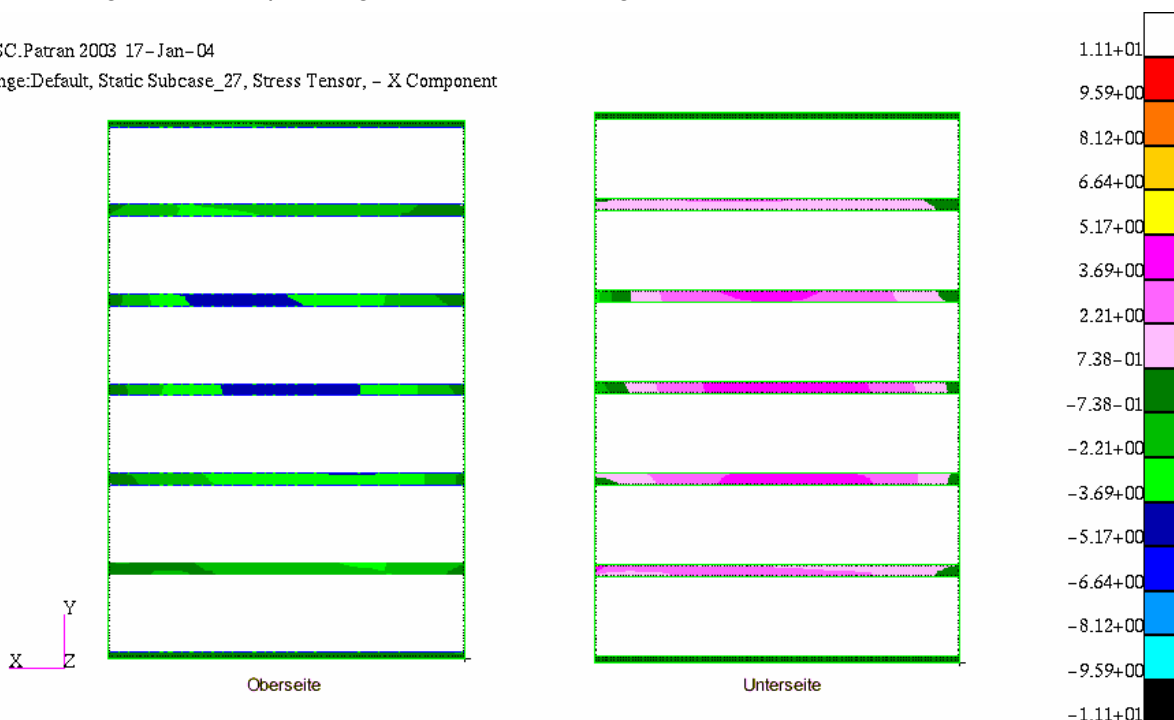 SC.Patran 2003 17-Jan-04
nge:Default, Static Subcase_27, Stress Tensor, - X Component
1.11+01
9.59+00
8.12+00
6.64+00
5.17+00
3.69+00
2.21+00
7.38-01
-7.38-01
-2.21+00
-3.69+00
-5.17+00
-6.64+00
-8.12+00
-9.59+00
-1.11+01
Y
X Z
Oberseite
Unterseite